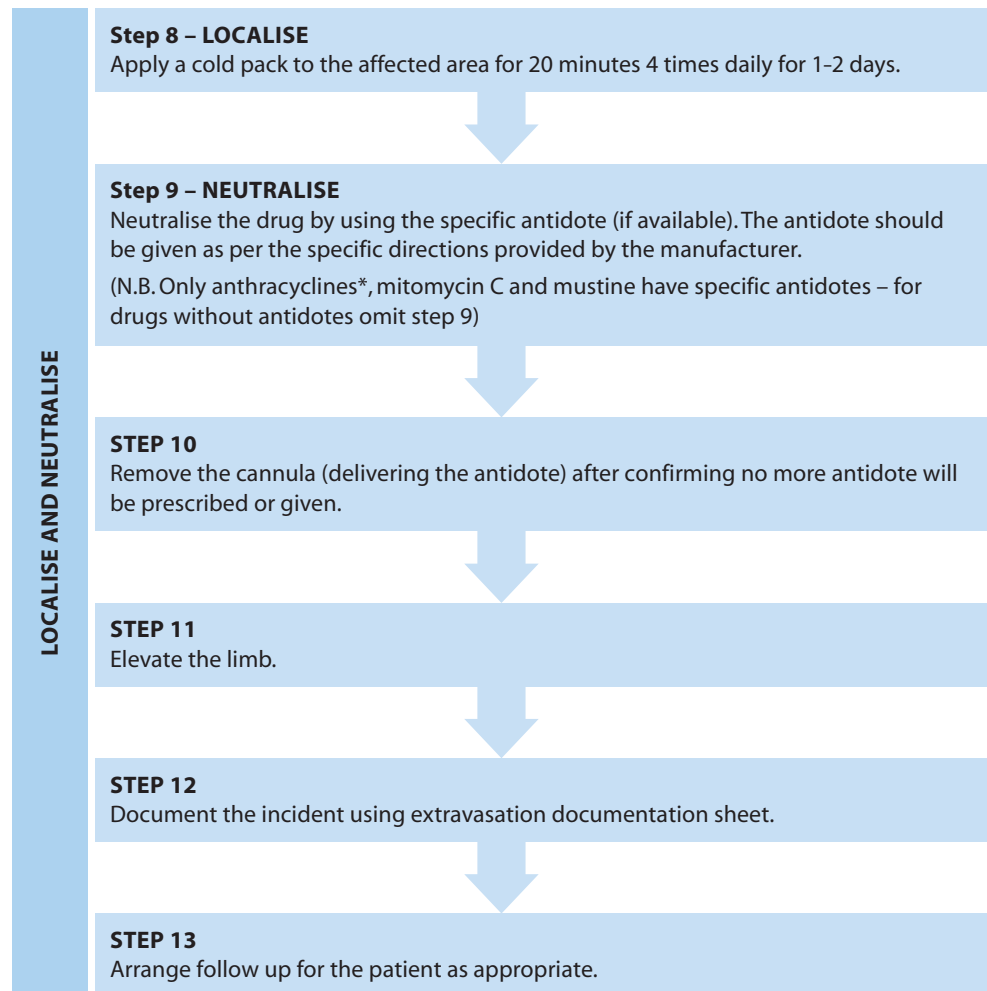 LOCALISE AND NEUTRALISE
Step 8 – LOCALISE
Apply a cold pack to the affected area for 20 minutes 4 times daily for 1-2 days.
Step 9 – NEUTRALISE
Neutralise the drug by using the specific antidote (if available). The antidote should
be given as per the specific directions provided by the manufacturer.
(N.B. Only anthracyclines*, mitomycin C and mustine have specific antidotes – for
drugs without antidotes omit step 9)
STEP 10
Remove the cannula (delivering the antidote) after confirming no more antidote will
be prescribed or given.
STEP 11
Elevate the limb.
STEP 12
Document the incident using extravasation documentation sheet.
STEP 13
Arrange follow up for the patient as appropriate.